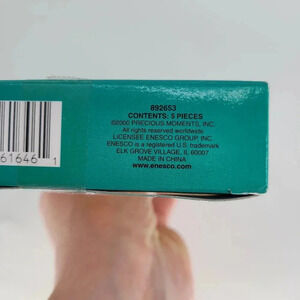 892653
CONTENTS: 5 PIECES
©2000 PRECIOUS MOMENTS, INC.
All rights reserved worldwide.
LICENSEE ENESCO GROUP, INC.
ENESCO is a registered U.S. trademark
ELK GROVE VILLAGE, IL 60007
MADE IN CHINA
www.enesco.com
61646 1